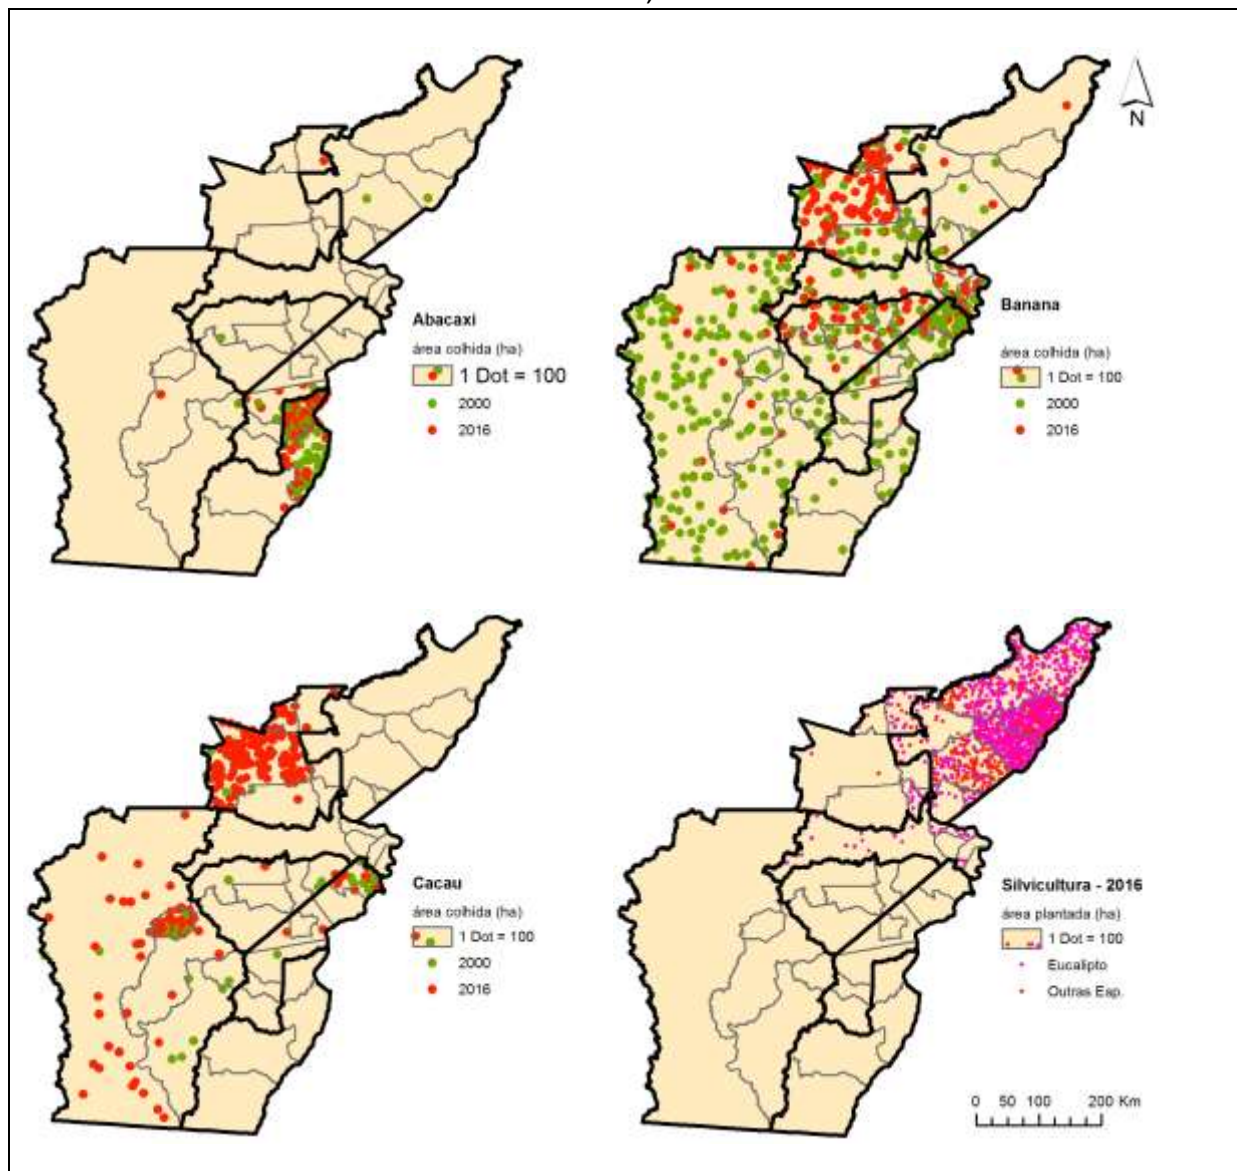 N
Abacaxi
área colhida (ha)
1 Dot = 100
2000
2016
Banana
área colhida (ha)
1 Dot = 100
2000
2016
Cacau
área colhida (ha)
1 Dot = 100
2000
2016
Silvicultura - 2016
área plantada (ha)
1 Dot = 100
Eucalipto
Outras Esp.
0 50 100 200 Km